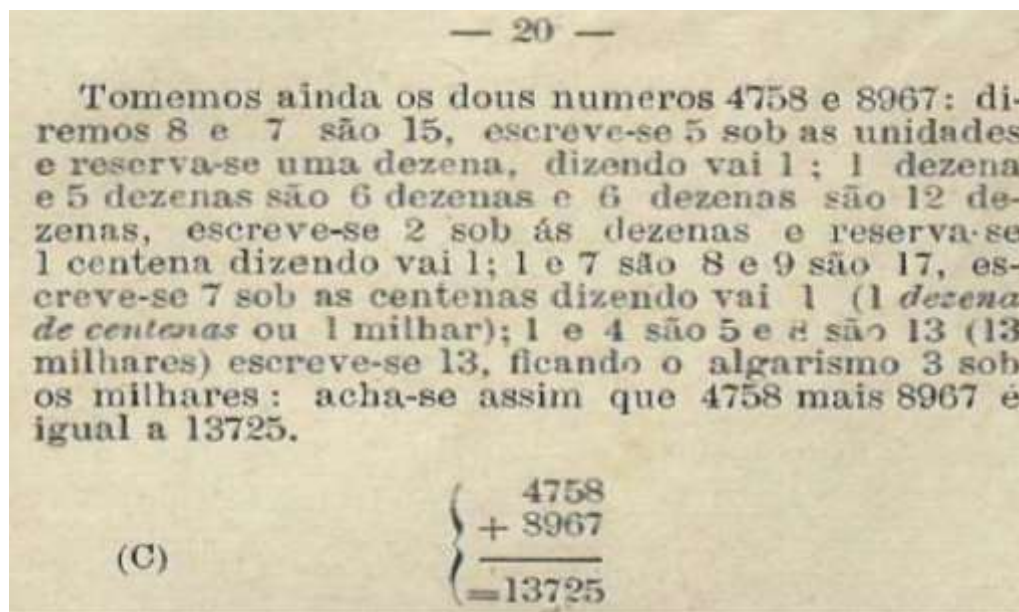 — 20 —
Tomemos ainda os dous numeros 4758 e 8967: di-
remos 8 e 7 são 15, escreve-se 5 sob as unidades
e reserva-se uma dezena, dizendo vai 1; 1 dezena
e 5 dezenas são 6 dezenas e 6 dezenas são 12 de-
zenas, escreve-se 2 sob ás dezenas e reserva-se
1 centena dizendo vai 1; 1 e 7 são 8 e 9 são 17, es-
creve-se 7 sob as centenas dizendo vai 1 (1 dezena
de centenas ou 1 milhar); 1 e 4 são 5 e 8 são 13 (13
milhares) escreve-se 13, ficando o algarismo 3 sob
os milhares: acha-se assim que 4758 mais 8967 é
igual a 13725.
4758
+ 8967
(C)
=13725